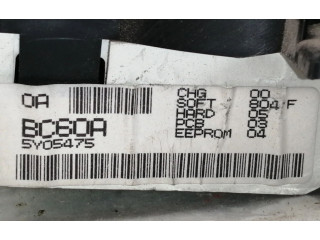 0A
BC60A
5Y05475
CHG 00
SOFT 804 F
HARD 05
PCB 03
EEPROM 04